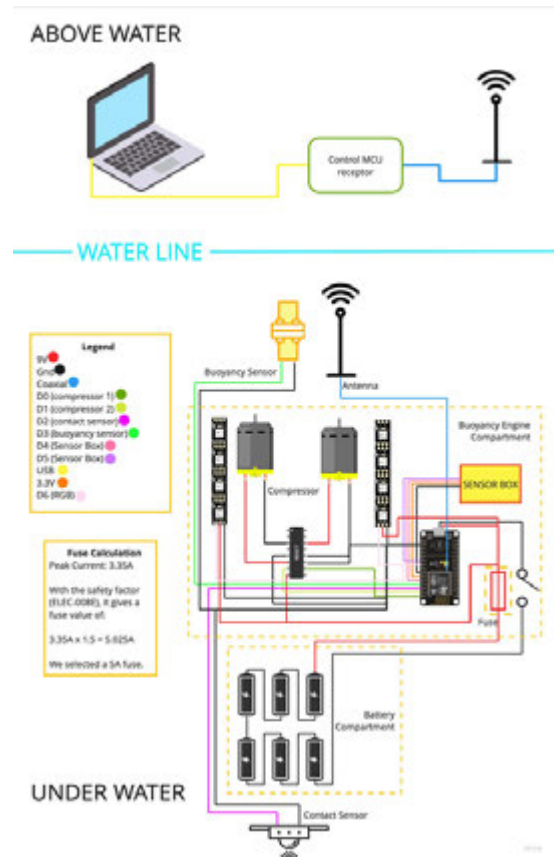 ABOVE WATER
Control MCU
receptor
WATER LINE
Legend
9V
Gnd
Coaxial
D0 (compressor 1)
D1 (compressor 2)
D2 (contact sensor)
D3 (buoyancy sensor)
D4 (Sensor Box)
D5 (Sensor Box)
USB
3.3V
D6 (RGB)
Buoyancy Sensor
Antenna
Buoyancy Engine
Compartment
Compressor
SENSOR BOX
Fuse
Fuse Calculation
Peak Current: 3.35A
With the safety factor
(ELEC-008E), it gives a
fuse value of:
3.35A x 1.5 = 5.025A
We selected a 5A fuse.
Battery
Compartment
UNDER WATER
Contact Sensor